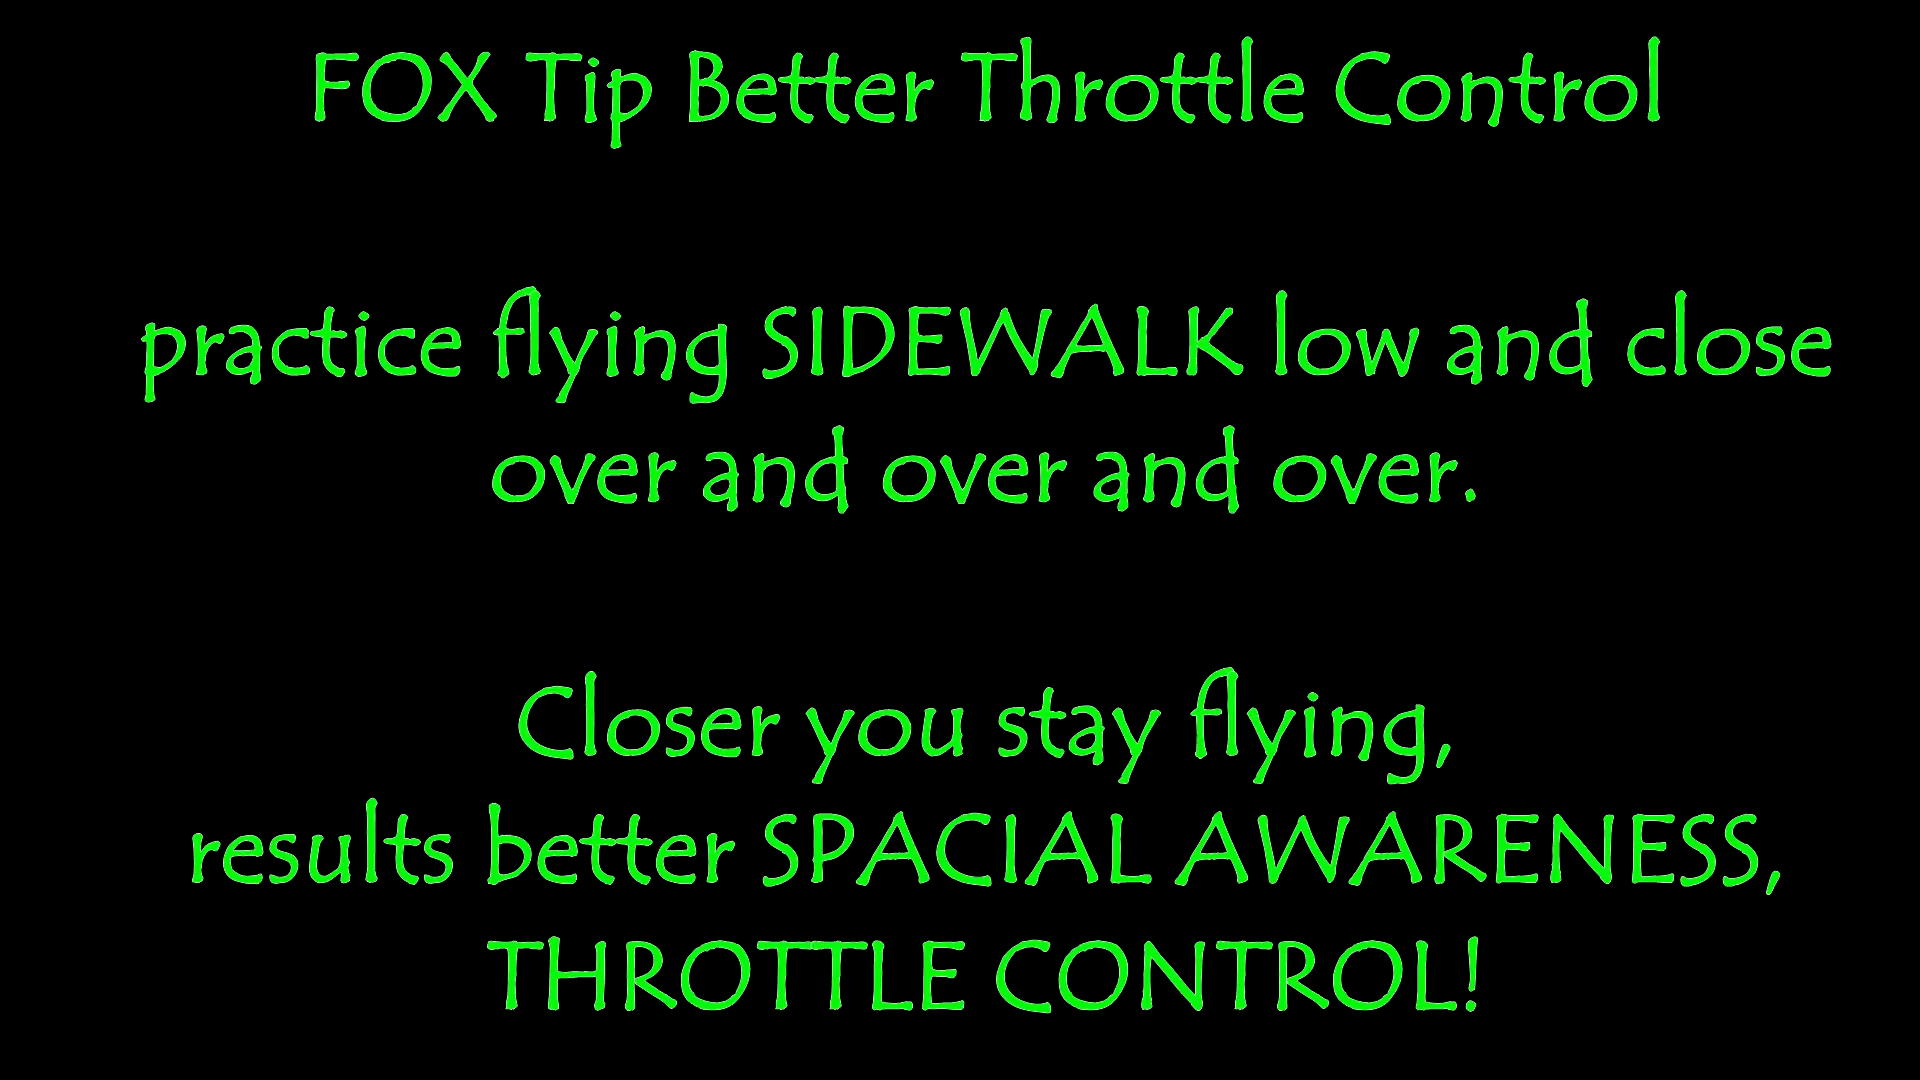 FOX Tip Better Throttle Control
practice flying SIDEWALK low and close
over and over and over.
Closer you stay flying,
results better SPACIAL AWARENESS,
THROTTLE CONTROL!